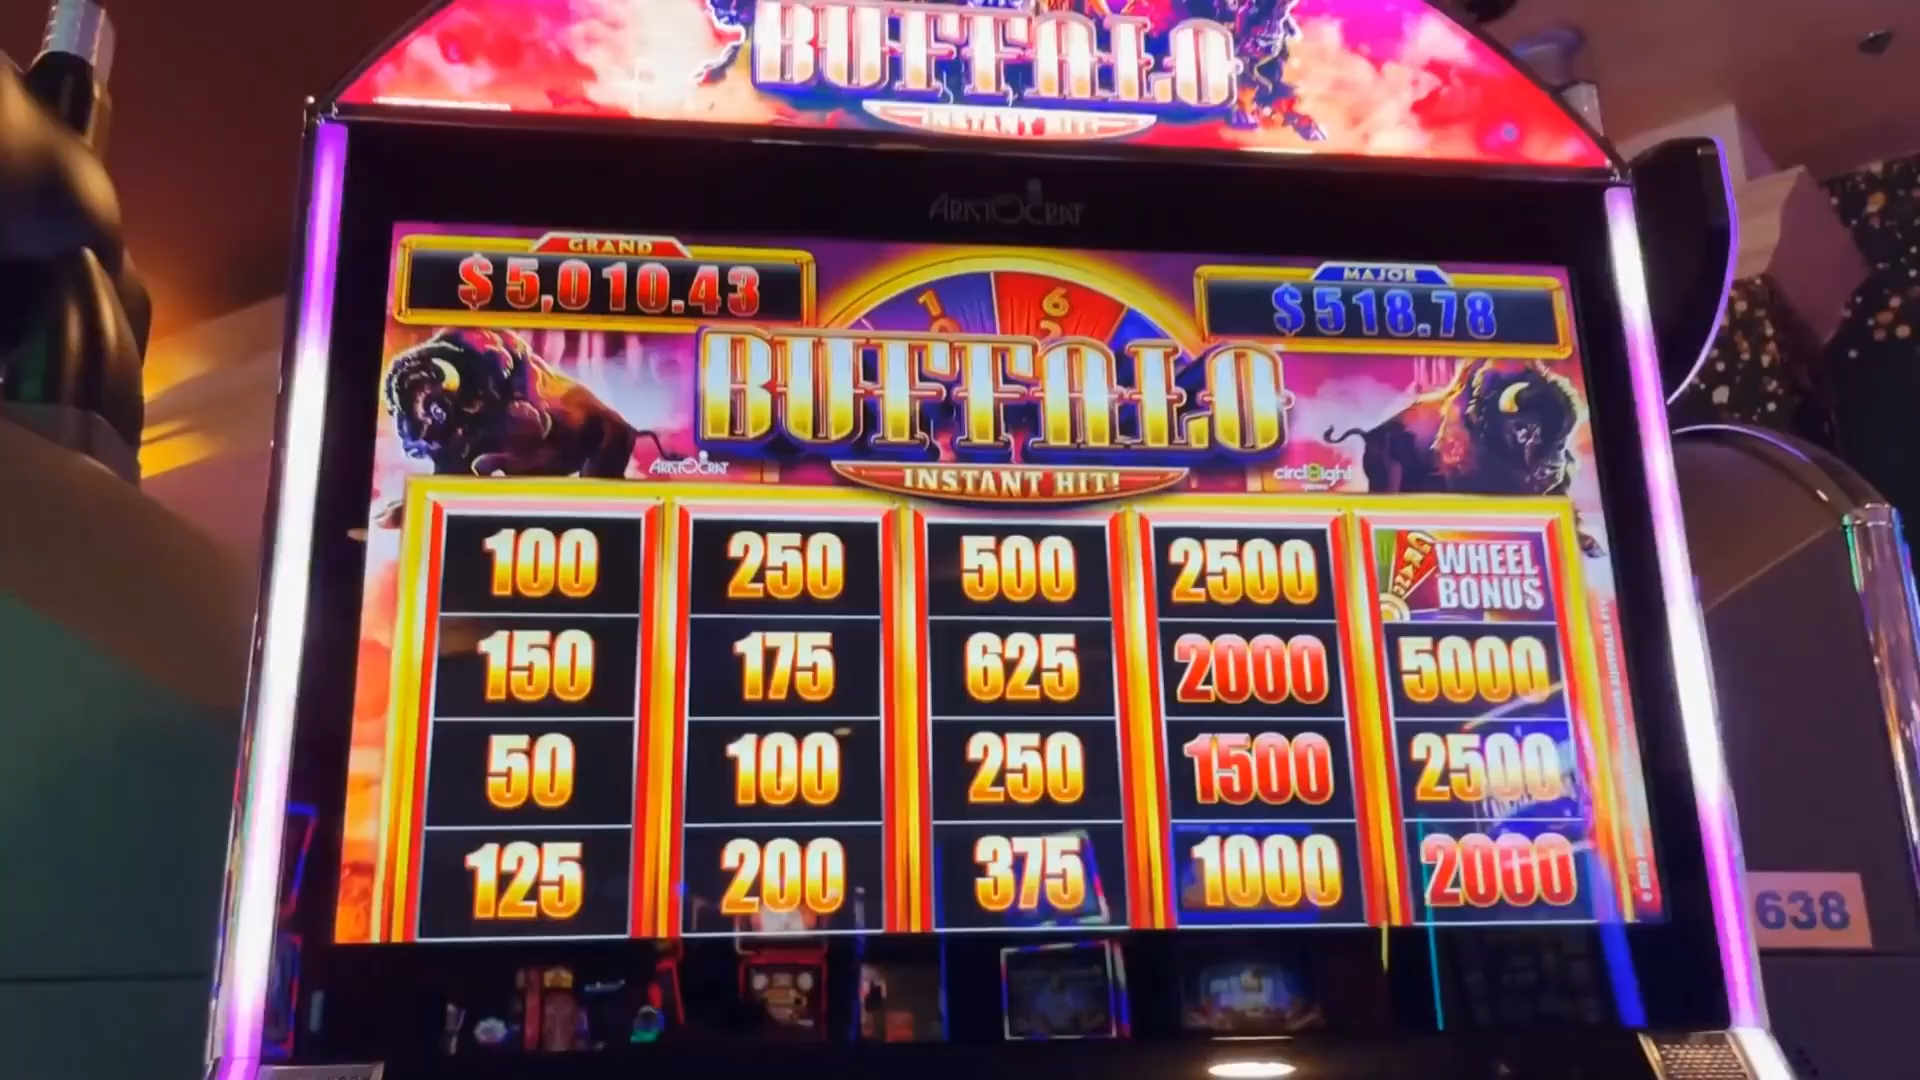 BUFFALO
INSTANT HIT!
ARISTOCRAT
GRAND
$5,010.43
MAJOR
$518.78
1
6
BUFFALO
INSTANT HIT!
ARISTOCRAT
circl8ight
100 250 500 2500 WHEEL BONUS
150 175 625 2000 5000
50 100 250 1500 2500
125 200 375 1000 2000
638